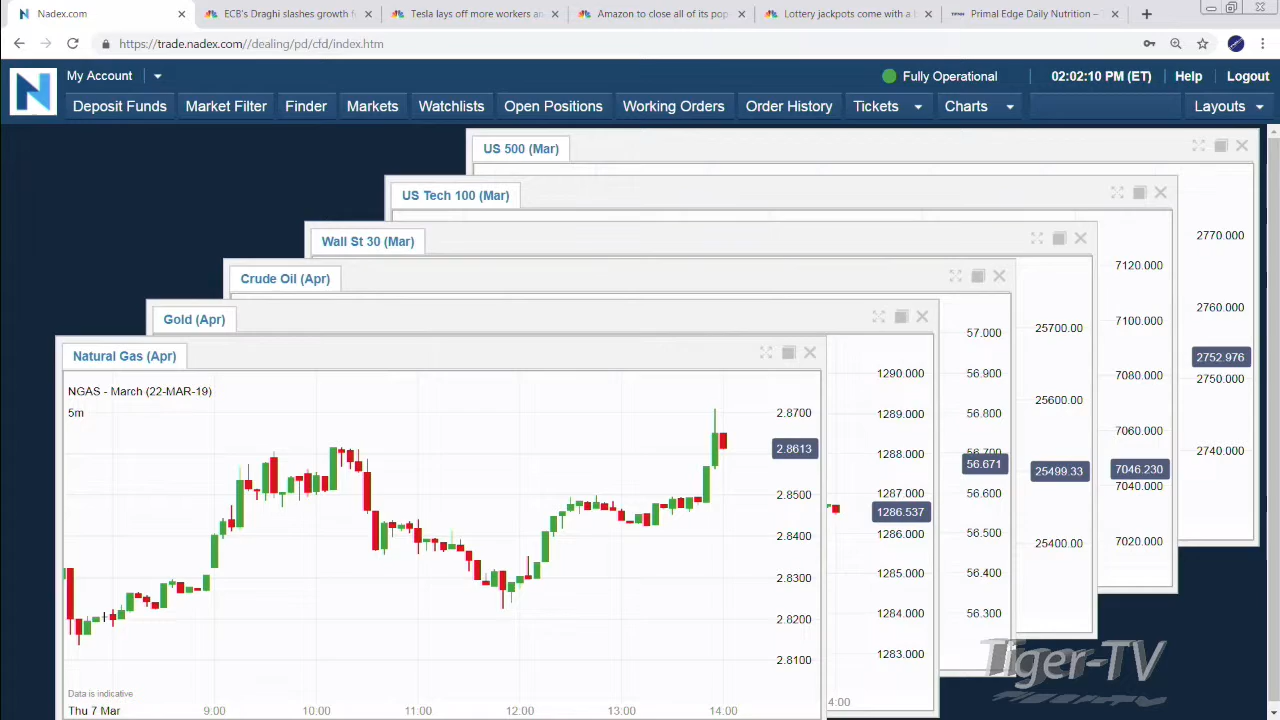 Nadex.com
ECB's Draghi slashes growth f
Tesla lays off more workers an
Amazon to close all of its pop
Lottery jackpots come with a b
Primal Edge Daily Nutrition –
https://trade.nadex.com//dealing/pd/cfd/index.htm
My Account
Fully Operational
02:02:10 PM (ET)
Help
Logout
Deposit Funds
Market Filter
Finder
Markets
Watchlists
Open Positions
Working Orders
Order History
Tickets
Charts
Layouts
US 500 (Mar)
2770.000
2760.000
2752.976
2750.000
2740.000
US Tech 100 (Mar)
7120.000
7100.000
7080.000
7060.000
7046.230
7040.000
7020.000
Wall St 30 (Mar)
25700.00
25600.00
25499.33
25400.00
Crude Oil (Apr)
57.000
56.900
56.800
56.700
56.671
56.600
56.500
56.400
56.300
Gold (Apr)
1290.000
1289.000
1288.000
1287.000
1286.537
1286.000
1285.000
1284.000
1283.000
4:00
Natural Gas (Apr)
NGAS - March (22-MAR-19)
5m
2.8700
2.8613
2.8500
2.8400
2.8300
2.8200
2.8100
Data is indicative
Thu 7 Mar
9:00
10:00
11:00
12:00
13:00
14:00
Tiger-TV